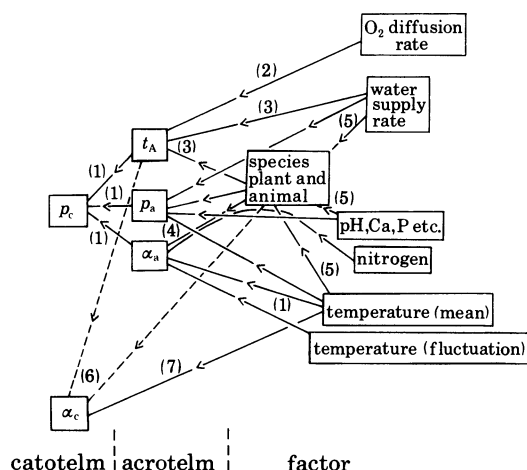 O₂ diffusion
rate
(2)
water
supply
rate
(3)
(5)
t_A
(3)
species
plant and
animal
(1)
p_c
(1)
p_a
(5)
pH,Ca,P etc.
(1)
(4)
α_a
nitrogen
(5)
(1)
temperature (mean)
temperature (fluctuation)
(6)
(7)
α_c
catotelm
acrotelm
factor